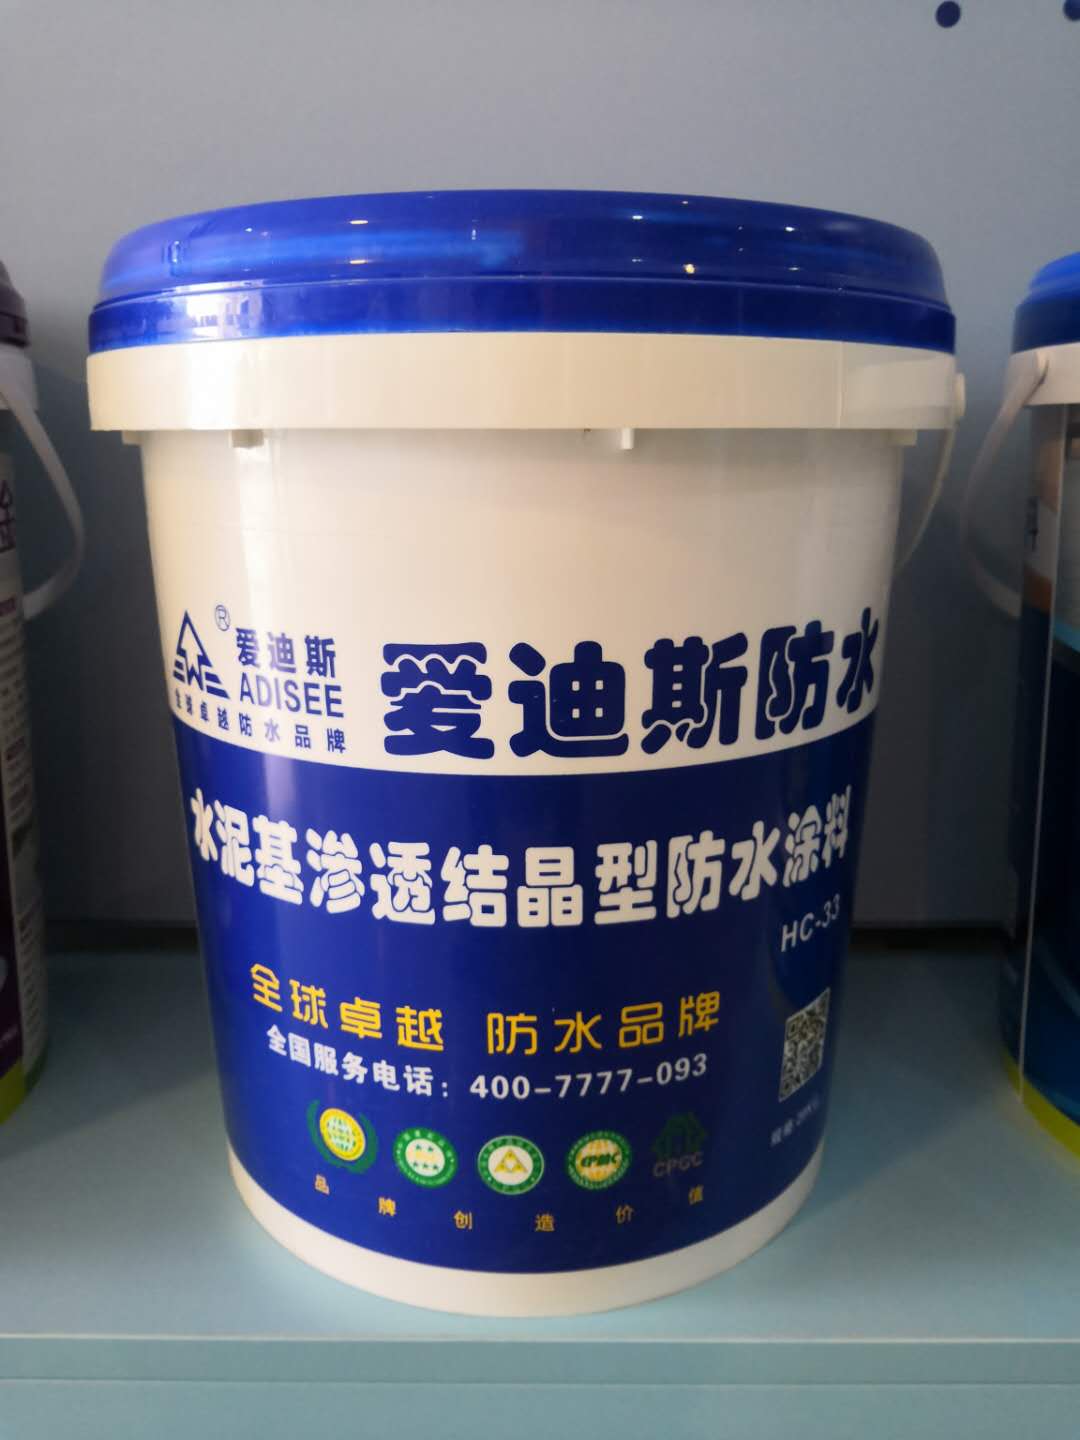 ®
爱迪斯
ADISEE
全球卓越防水品牌
爱迪斯防水
水泥基渗透结晶型防水涂料
HC-33
全球卓越 防水品牌
全国服务电话：400-7777-093
CPMC
CPGC
品牌创造价值